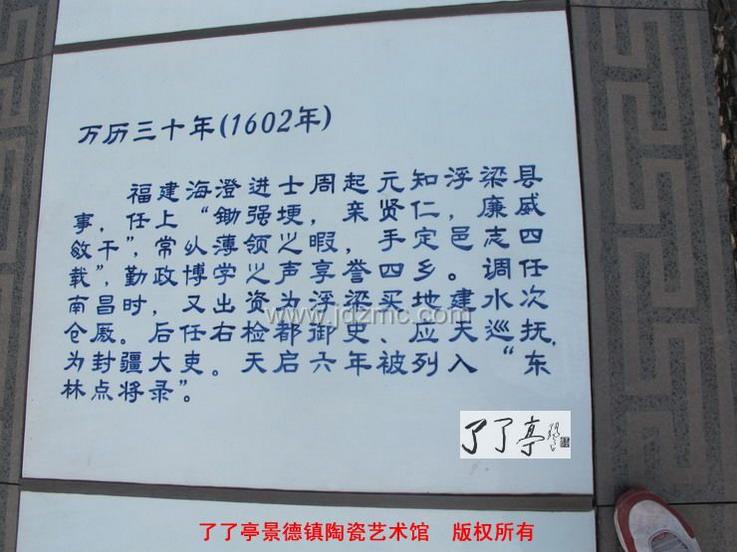 万历三十年(1602年)
福建海澄进士周起元知浮梁县
事，任上“锄强埂，亲贤仁，廉威
敛干”，常从薄领之暇，手定邑志四
载”，勤政博学之声享誉四乡。调任
南昌时，又出资为浮梁买地建水次
仓厫。后任右检都御史、应天巡抚，
为封疆大吏。天启六年被列入“东
林点将录”。
www.jdzmc.com
了了亭
了了亭景德镇陶瓷艺术馆 版权所有